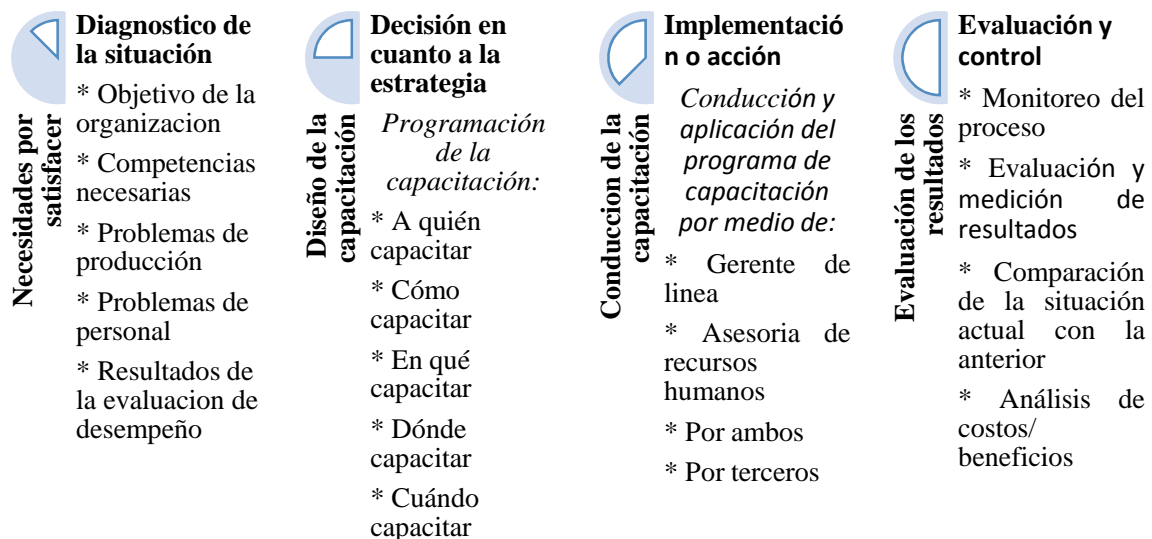 Necesidades por
satisfacer
Diagnostico de
la situación
* Objetivo de la
organizacion
* Competencias
necesarias
* Problemas de
producción
* Problemas de
personal
* Resultados de
la evaluacion de
desempeño
Diseño de la
capacitación
Decisión en
cuanto a la
estrategia
Programación
de la
capacitación:
* A quién
capacitar
* Cómo
capacitar
* En qué
capacitar
* Dónde
capacitar
* Cuándo
capacitar
Conduccion de la
capacitación
Implementació
n o acción
Conducción y
aplicación del
programa de
capacitación
por medio de:
* Gerente de
linea
* Asesoria de
recursos
humanos
* Por ambos
* Por terceros
Evaluación de los
resultados
Evaluación y
control
* Monitoreo del
proceso
* Evaluación y
medición de
resultados
* Comparación
de la situación
actual con la
anterior
* Análisis de
costos/
beneficios